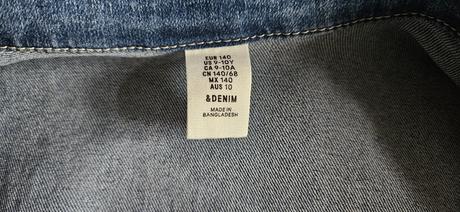 EUR 140
US 9-10Y
CA 9-10A
CN 140/68
MX 140
AUS 10
&DENIM
MADE IN
BANGLADESH